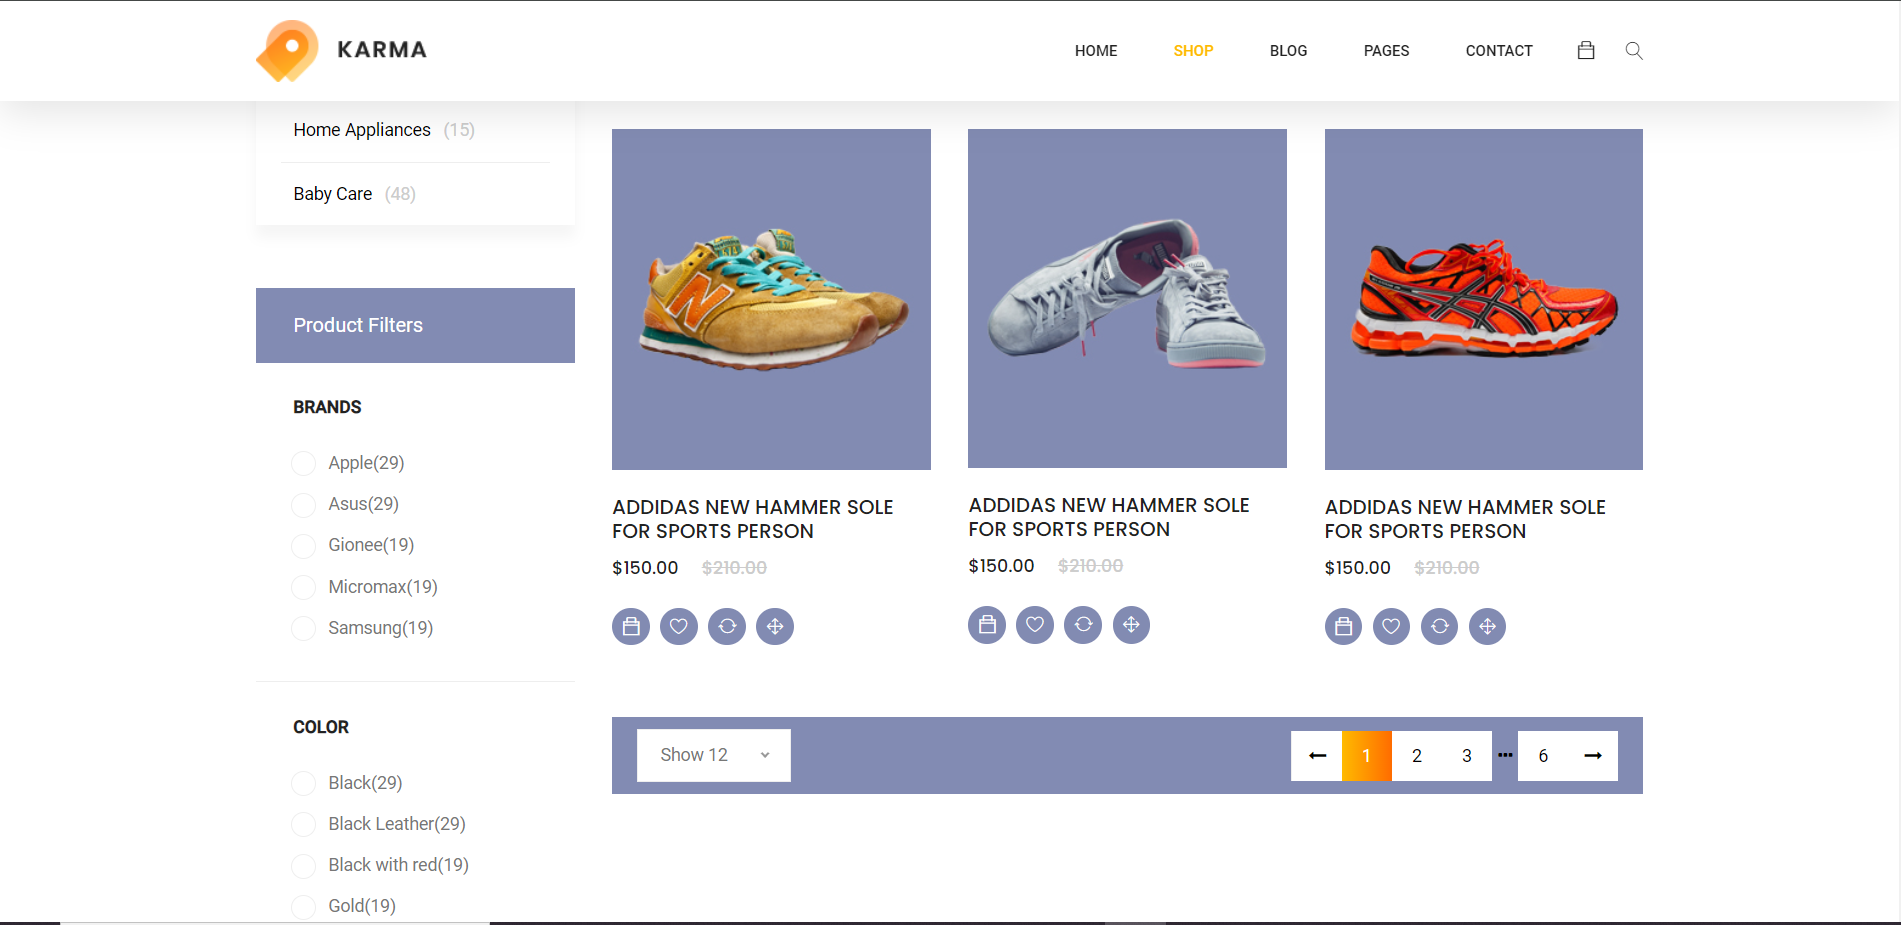 KARMA
HOME
SHOP
BLOG
PAGES
CONTACT
Home Appliances (15)
Baby Care (48)
Product Filters
BRANDS
Apple(29)
Asus(29)
Gionee(19)
Micromax(19)
Samsung(19)
COLOR
Black(29)
Black Leather(29)
Black with red(19)
Gold(19)
N
ADDIDAS NEW HAMMER SOLE
FOR SPORTS PERSON
$150.00 $210.00
ADDIDAS NEW HAMMER SOLE
FOR SPORTS PERSON
$150.00 $210.00
ADDIDAS NEW HAMMER SOLE
FOR SPORTS PERSON
$150.00 $210.00
Show 12
1 2 3 ... 6